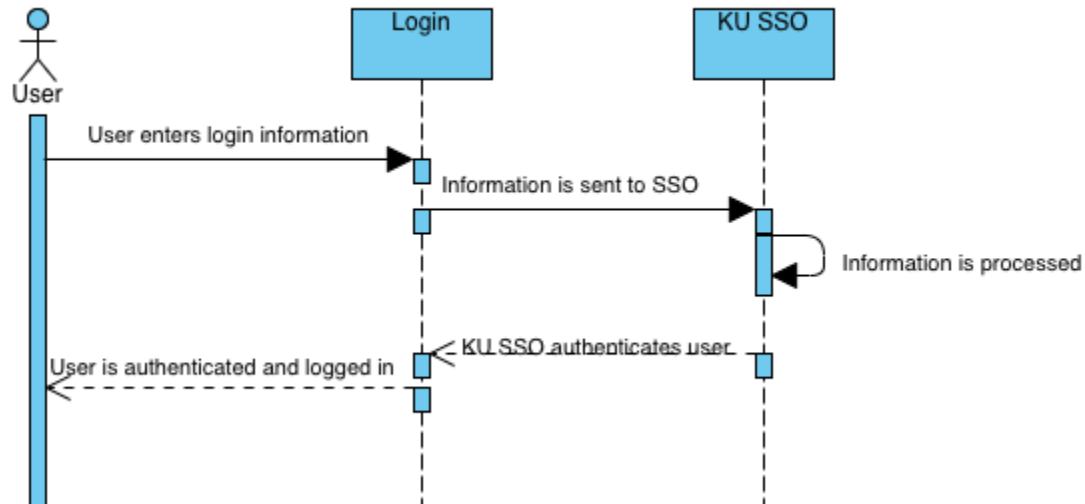 Login
KU SSO
User
User enters login information
Information is sent to SSO
Information is processed
KU SSO authenticates user
User is authenticated and logged in